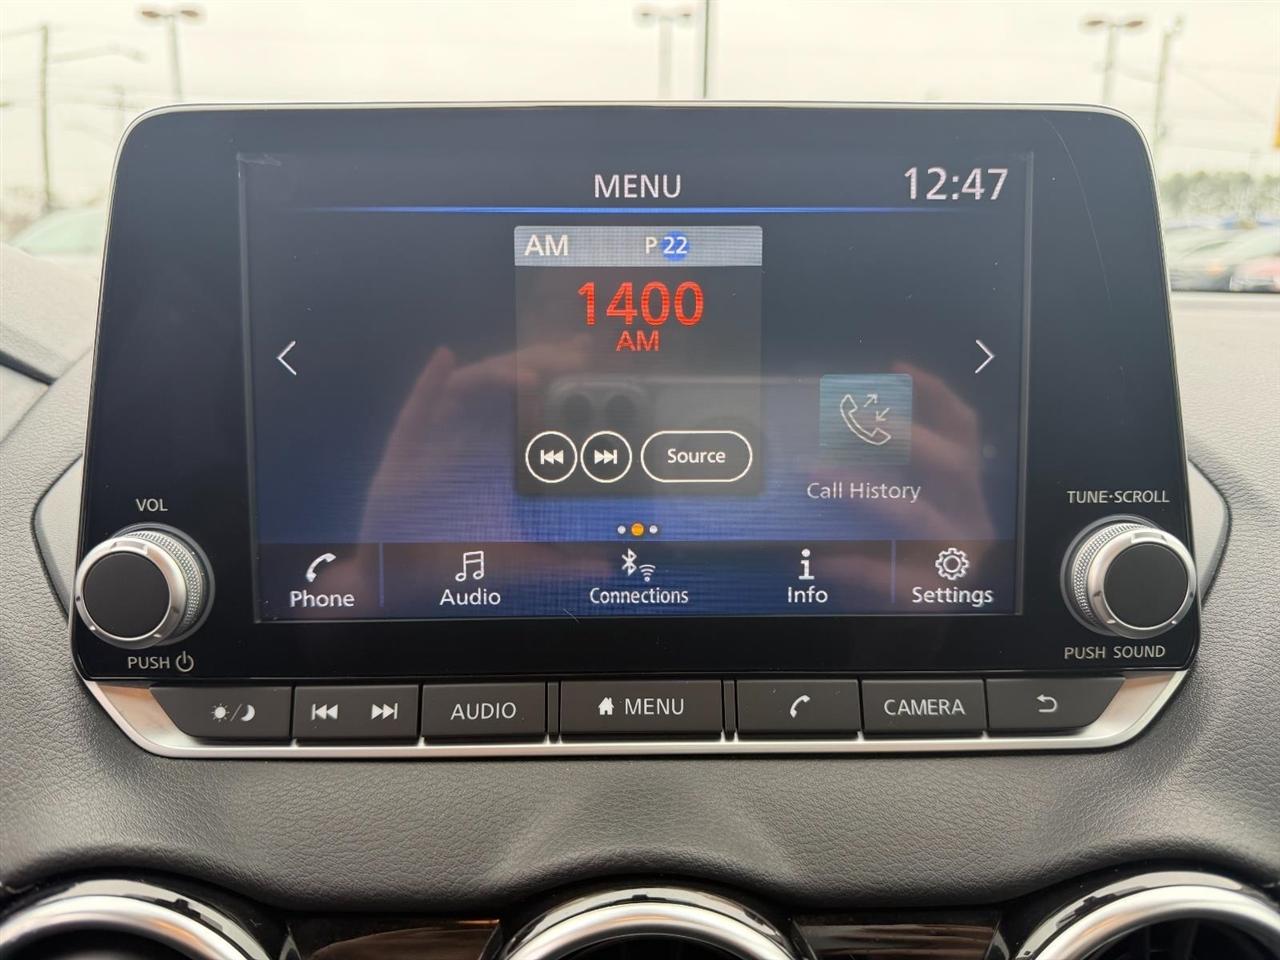 MENU
12:47
AM P 22
1400
AM
Source
Call History
VOL
TUNE·SCROLL
Phone
Audio
Connections
Info
Settings
PUSH
PUSH SOUND
AUDIO
MENU
CAMERA